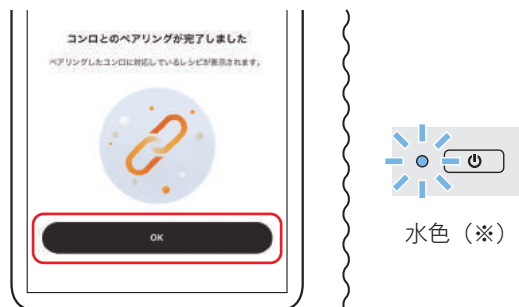 コンロとのペアリングが完了しました
ペアリングしたコンロに対応しているレシピが表示されます。
OK
水色（※）